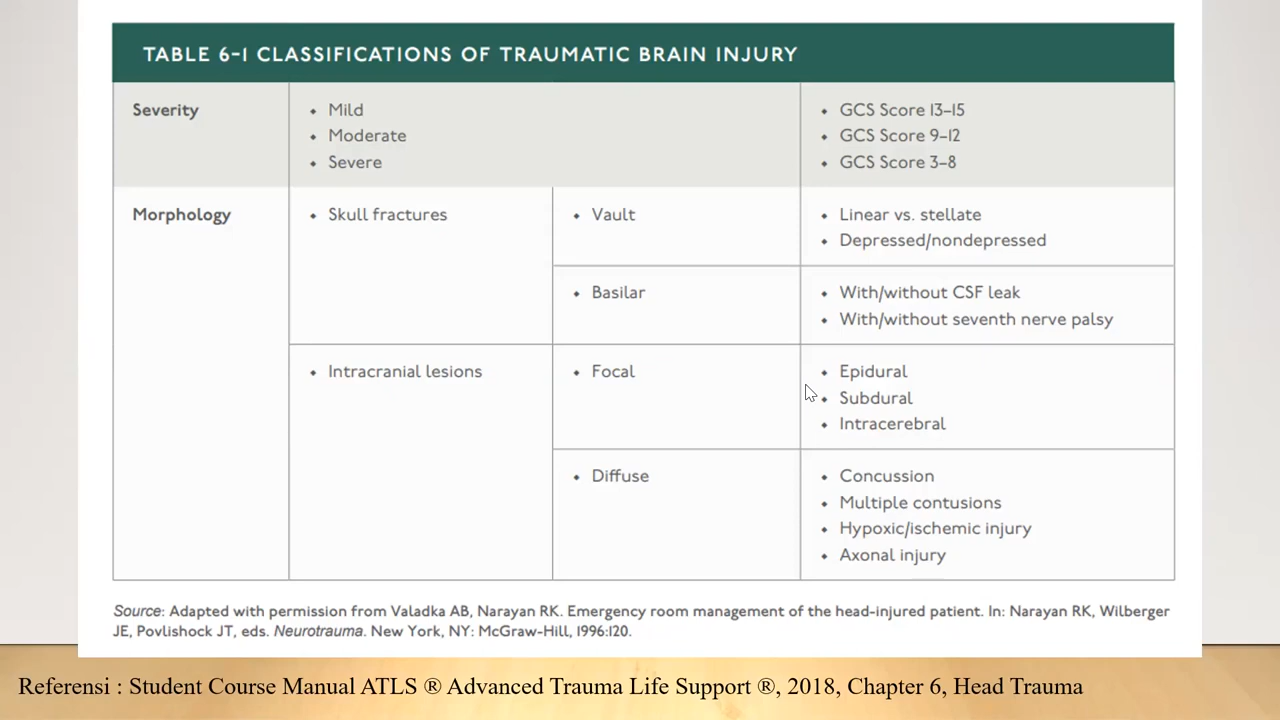 TABLE 6-1 CLASSIFICATIONS OF TRAUMATIC BRAIN INJURY
Severity
• Mild
• Moderate
• Severe
• GCS Score 13–15
• GCS Score 9–12
• GCS Score 3–8
Morphology
• Skull fractures
• Vault
• Linear vs. stellate
• Depressed/nondepressed
• Basilar
• With/without CSF leak
• With/without seventh nerve palsy
• Intracranial lesions
• Focal
• Epidural
• Subdural
• Intracerebral
• Diffuse
• Concussion
• Multiple contusions
• Hypoxic/ischemic injury
• Axonal injury
Source: Adapted with permission from Valadka AB, Narayan RK. Emergency room management of the head-injured patient. In: Narayan RK, Wilberger
JE, Povlishock JT, eds. Neurotrauma. New York, NY: McGraw-Hill, 1996:120.
Referensi : Student Course Manual ATLS ® Advanced Trauma Life Support ®, 2018, Chapter 6, Head Trauma